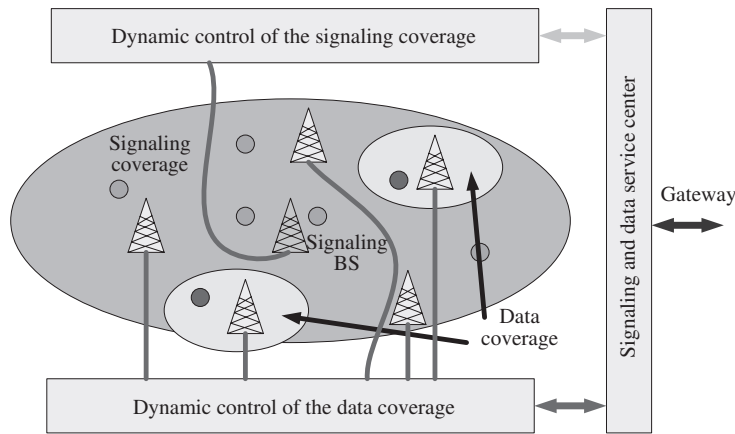 Dynamic control of the signaling coverage
Signaling
coverage
Signaling
BS
Data
coverage
Dynamic control of the data coverage
Signaling and data service center
Gateway